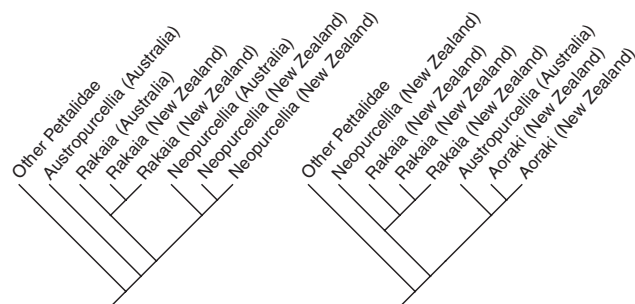 Other Pettalidae
Austropurcellia (Australia)
Rakaia (Australia)
Rakaia (New Zealand)
Rakaia (New Zealand)
Neopurcellia (Australia)
Neopurcellia (New Zealand)
Neopurcellia (New Zealand)
Other Pettalidae
Neopurcellia (New Zealand)
Rakaia (New Zealand)
Rakaia (New Zealand)
Rakaia (New Zealand)
Austropurcellia (Australia)
Aoraki (New Zealand)
Aoraki (New Zealand)